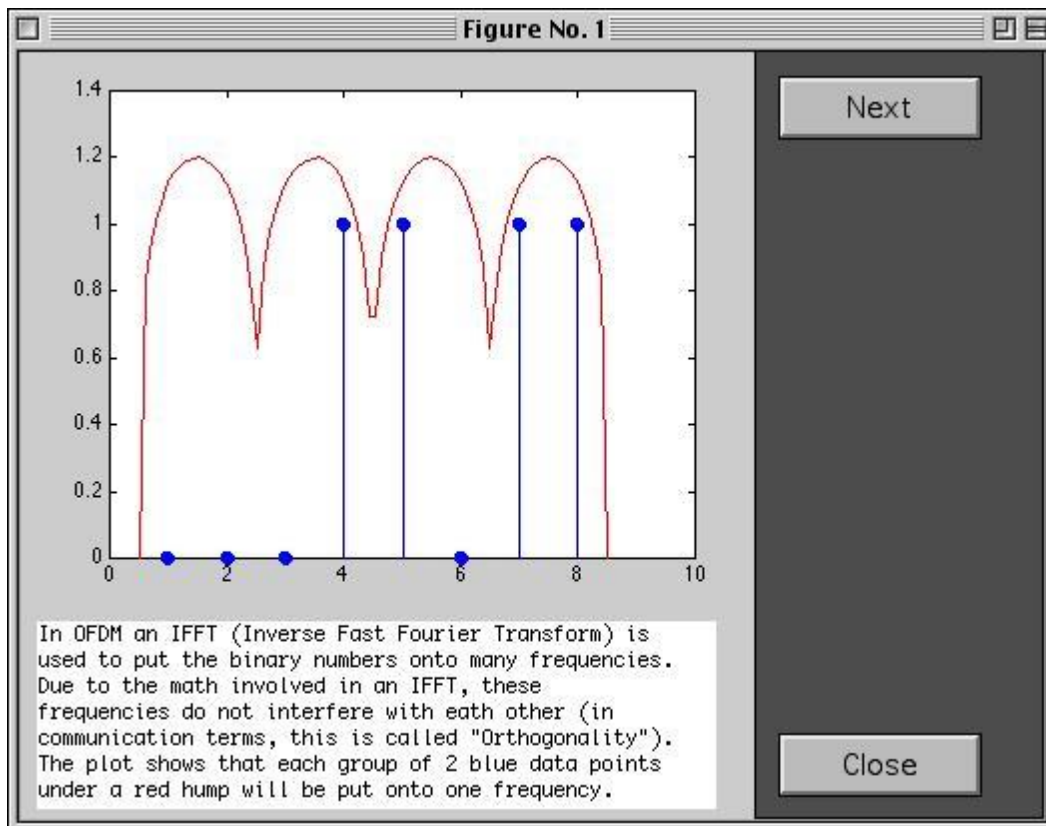 Figure No. 1
1.4
1.2
1
0.8
0.6
0.4
0.2
0
0 2 4 6 8 10
Next
In OFDM an IFFT (Inverse Fast Fourier Transform) is
used to put the binary numbers onto many frequencies.
Due to the math involved in an IFFT, these
frequencies do not interfere with eath other (in
communication terms, this is called "Orthogonality").
The plot shows that each group of 2 blue data points
under a red hump will be put onto one frequency.
Close